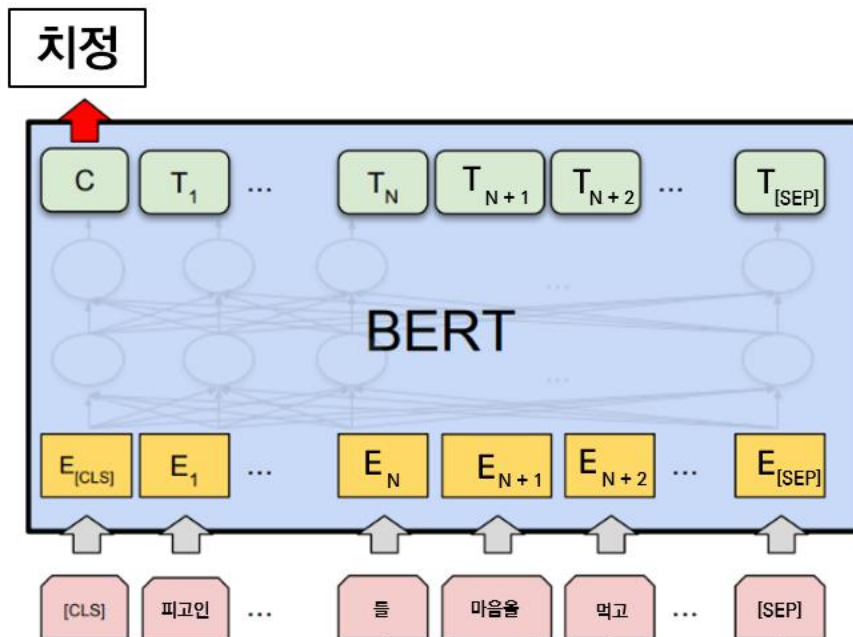 치정
C T1 ... TN TN + 1 TN + 2 ... T[SEP]
...
BERT
...
E[CLS] E1 ... EN EN + 1 EN + 2 ... E[SEP]
[CLS] 피고인 ... 들 마음올 먹고 ... [SEP]